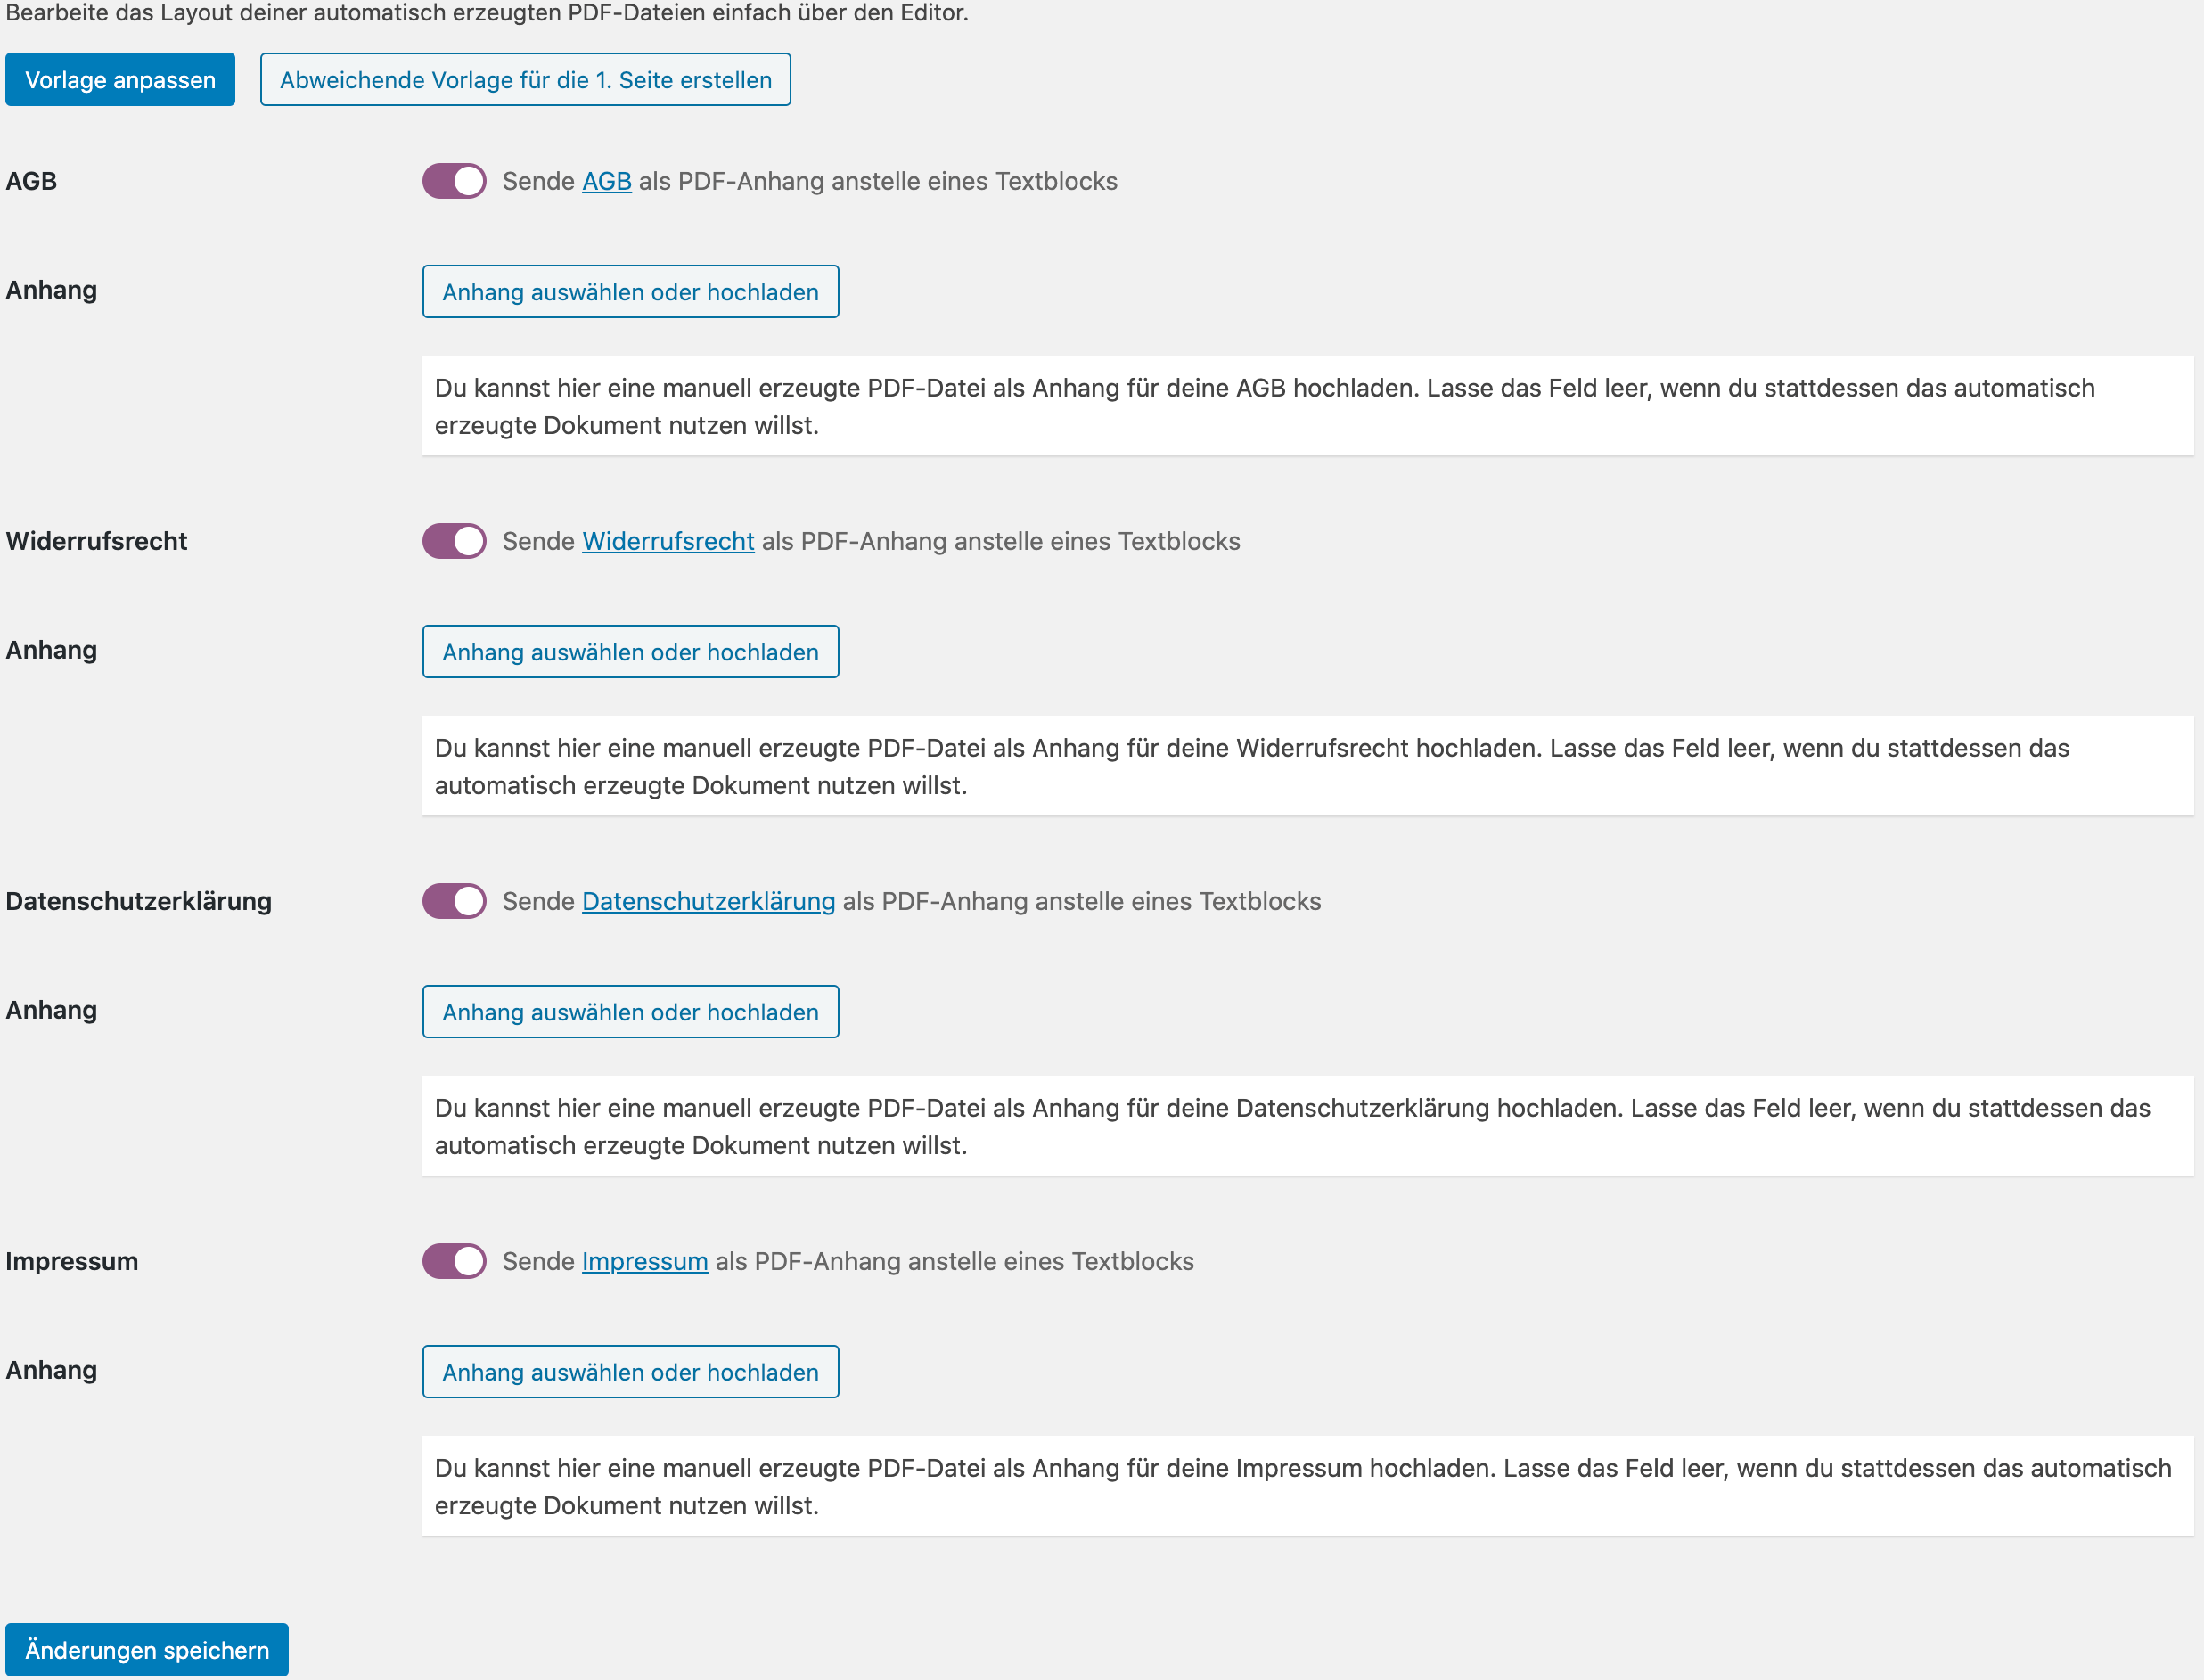 Bearbeite das Layout deiner automatisch erzeugten PDF-Dateien einfach über den Editor.
Vorlage anpassen
Abweichende Vorlage für die 1. Seite erstellen
AGB
Sende AGB als PDF-Anhang anstelle eines Textblocks
Anhang
Anhang auswählen oder hochladen
Du kannst hier eine manuell erzeugte PDF-Datei als Anhang für deine AGB hochladen. Lasse das Feld leer, wenn du stattdessen das automatisch
erzeugte Dokument nutzen willst.
Widerrufsrecht
Sende Widerrufsrecht als PDF-Anhang anstelle eines Textblocks
Anhang
Anhang auswählen oder hochladen
Du kannst hier eine manuell erzeugte PDF-Datei als Anhang für deine Widerrufsrecht hochladen. Lasse das Feld leer, wenn du stattdessen das
automatisch erzeugte Dokument nutzen willst.
Datenschutzerklärung
Sende Datenschutzerklärung als PDF-Anhang anstelle eines Textblocks
Anhang
Anhang auswählen oder hochladen
Du kannst hier eine manuell erzeugte PDF-Datei als Anhang für deine Datenschutzerklärung hochladen. Lasse das Feld leer, wenn du stattdessen das
automatisch erzeugte Dokument nutzen willst.
Impressum
Sende Impressum als PDF-Anhang anstelle eines Textblocks
Anhang
Anhang auswählen oder hochladen
Du kannst hier eine manuell erzeugte PDF-Datei als Anhang für deine Impressum hochladen. Lasse das Feld leer, wenn du stattdessen das automatisch
erzeugte Dokument nutzen willst.
Änderungen speichern